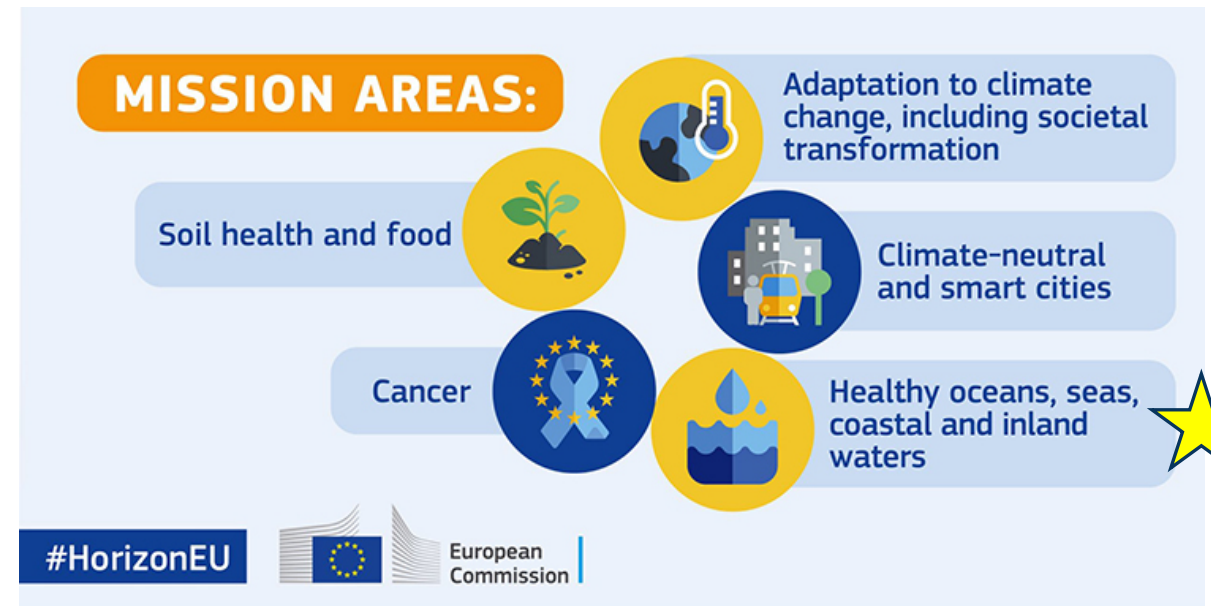 MISSION AREAS:
Adaptation to climate
change, including societal
transformation
Soil health and food
Climate-neutral
and smart cities
Cancer
Healthy oceans, seas,
coastal and inland
waters
#HorizonEU
European
Commission